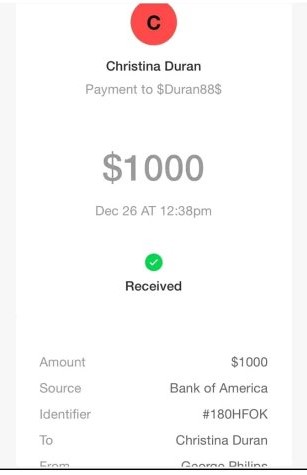 C
Christina Duran
Payment to $Duran88$
$1000
Dec 26 AT 12:38pm
Received
Amount $1000
Source Bank of America
Identifier #180HFOK
To Christina Duran
From George Philips